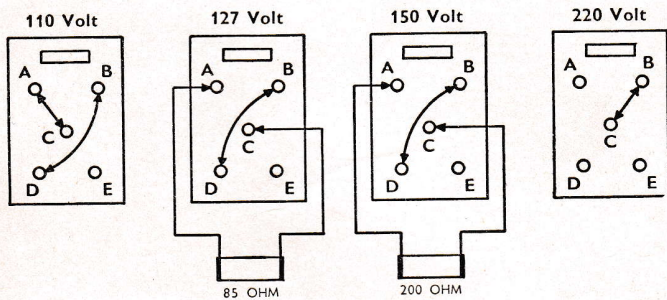 110 Volt 127 Volt 150 Volt 220 Volt
A B A B A B A B
C C C C
D E D E D E D E
85 OHM 200 OHM